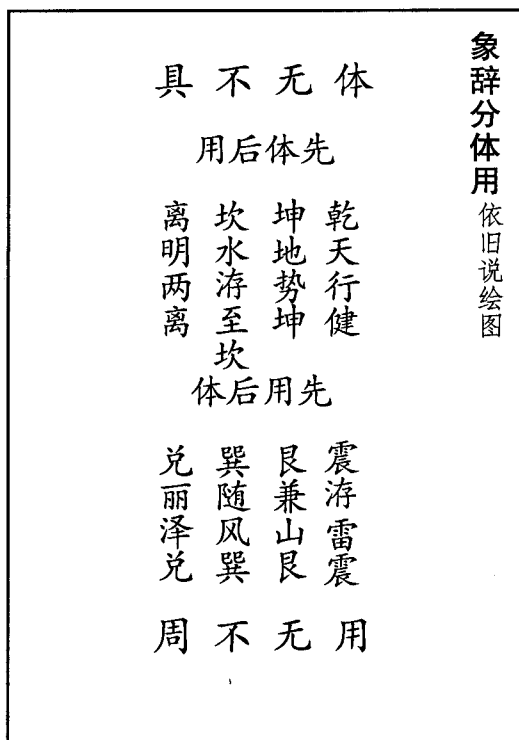 象辞分体用
依旧说绘图
体无不具
先体后用
乾天行健
坤地势坤
坎水洊至坎
离明两离
先用后体
震洊雷震
艮兼山艮
巽随风巽
兑丽泽兑
用无不周